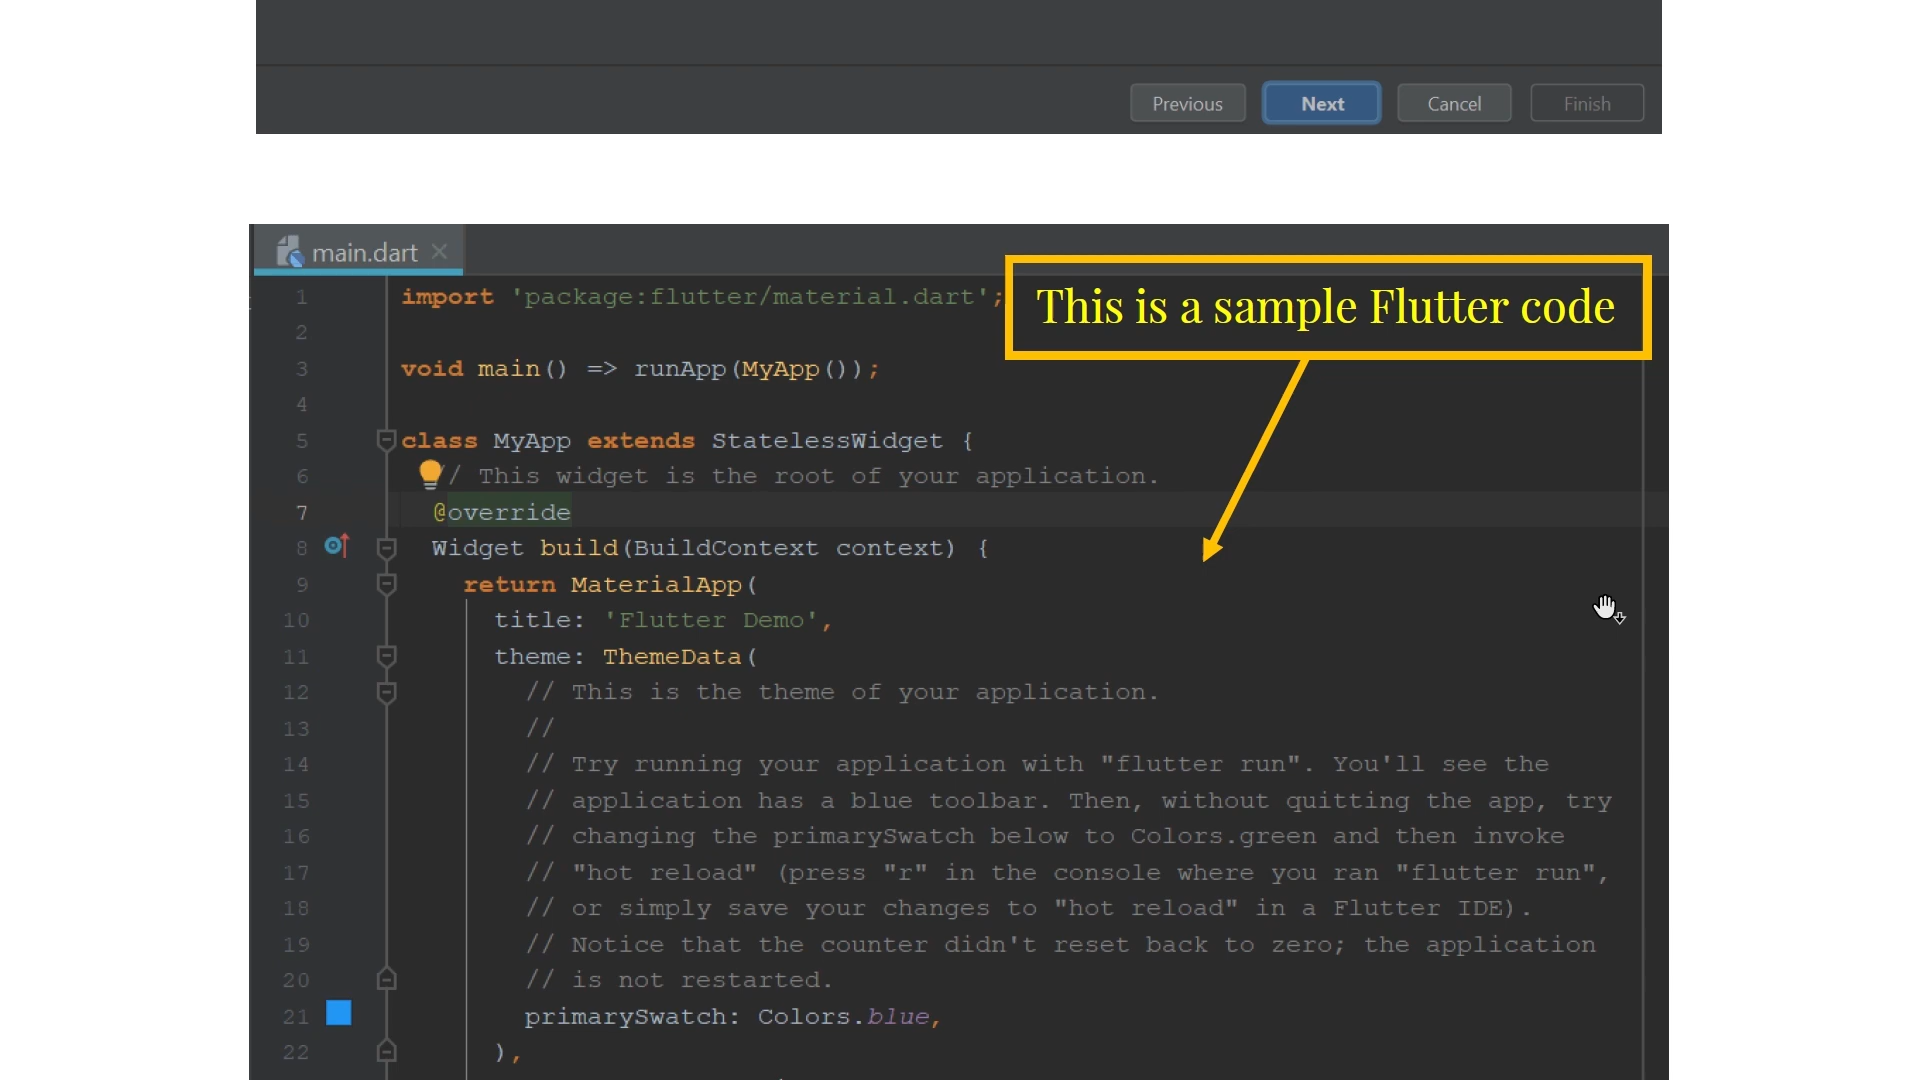 Previous Next Cancel Finish
main.dart
This is a sample Flutter code
1 import 'package:flutter/material.dart';
2
3 void main() => runApp(MyApp());
4
5 class MyApp extends StatelessWidget {
6 // This widget is the root of your application.
7 @override
8 Widget build(BuildContext context) {
9 return MaterialApp(
10 title: 'Flutter Demo',
11 theme: ThemeData(
12 // This is the theme of your application.
13 //
14 // Try running your application with "flutter run". You'll see the
15 // application has a blue toolbar. Then, without quitting the app, try
16 // changing the primarySwatch below to Colors.green and then invoke
17 // "hot reload" (press "r" in the console where you ran "flutter run",
18 // or simply save your changes to "hot reload" in a Flutter IDE).
19 // Notice that the counter didn't reset back to zero; the application
20 // is not restarted.
21 primarySwatch: Colors.blue,
22 ),